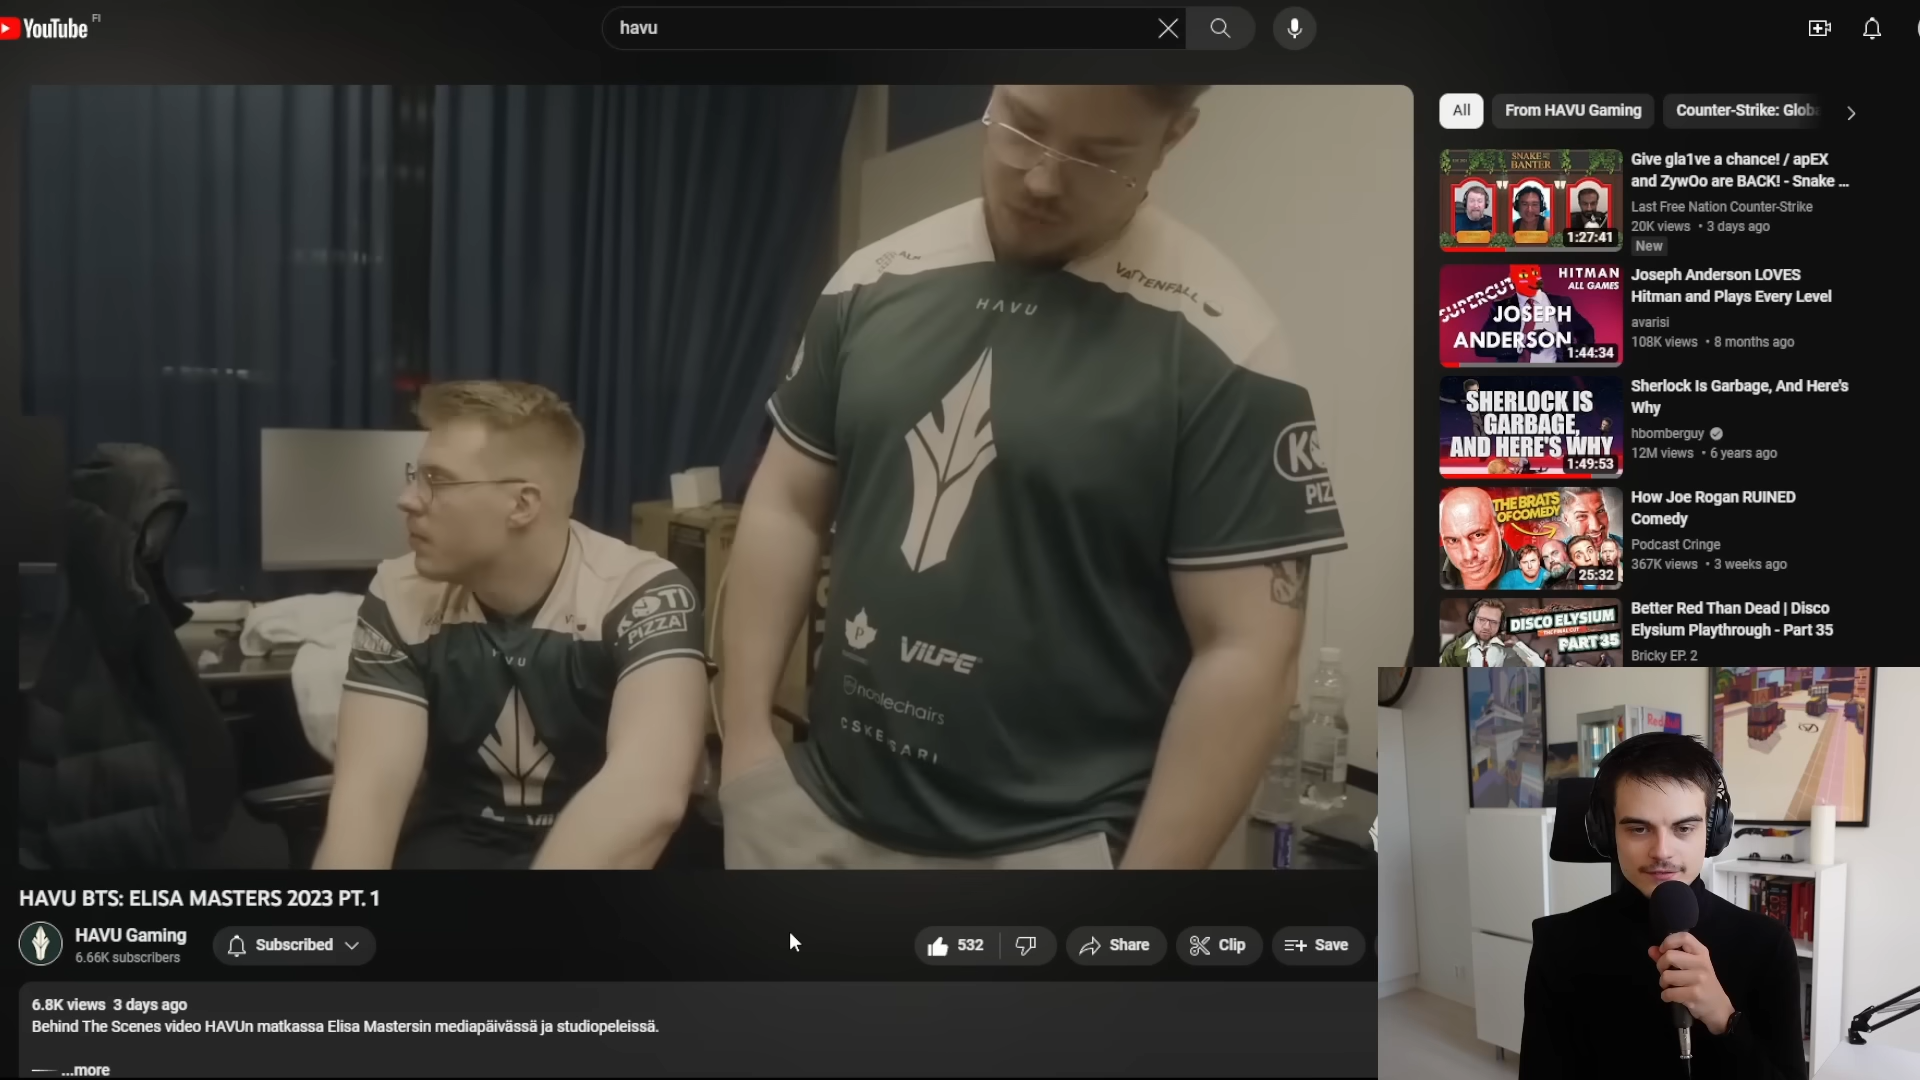 YouTube FI
havu
All
From HAVU Gaming
Counter-Strike: Glob
VATTENFALL
HAVU
KOTI
PIZZA
VILPE
noblechairs
CSKESARI
SNAKE
BANTER
1:27:41
Give gla1ve a chance! / apEX
and ZywOo are BACK! - Snake ...
Last Free Nation Counter-Strike
20K views • 3 days ago
New
SUPERCUT
HITMAN
ALL GAMES
JOSEPH
ANDERSON
1:44:34
Joseph Anderson LOVES
Hitman and Plays Every Level
avarisi
108K views • 8 months ago
SHERLOCK IS
GARBAGE,
AND HERE'S WHY
1:49:53
Sherlock Is Garbage, And Here's
Why
hbomberguy
12M views • 6 years ago
THE BRATS
OF COMEDY
25:32
How Joe Rogan RUINED
Comedy
Podcast Cringe
367K views • 3 weeks ago
DISCO ELYSIUM
THE FINAL CUT
PART 35
Better Red Than Dead | Disco
Elysium Playthrough - Part 35
Bricky EP. 2
HAVU BTS: ELISA MASTERS 2023 PT. 1
HAVU Gaming
6.66K subscribers
Subscribed
532
Share
Clip
Save
6.8K views 3 days ago
Behind The Scenes video HAVUn matkassa Elisa Mastersin mediapäivässä ja studiopeleissä.
...more